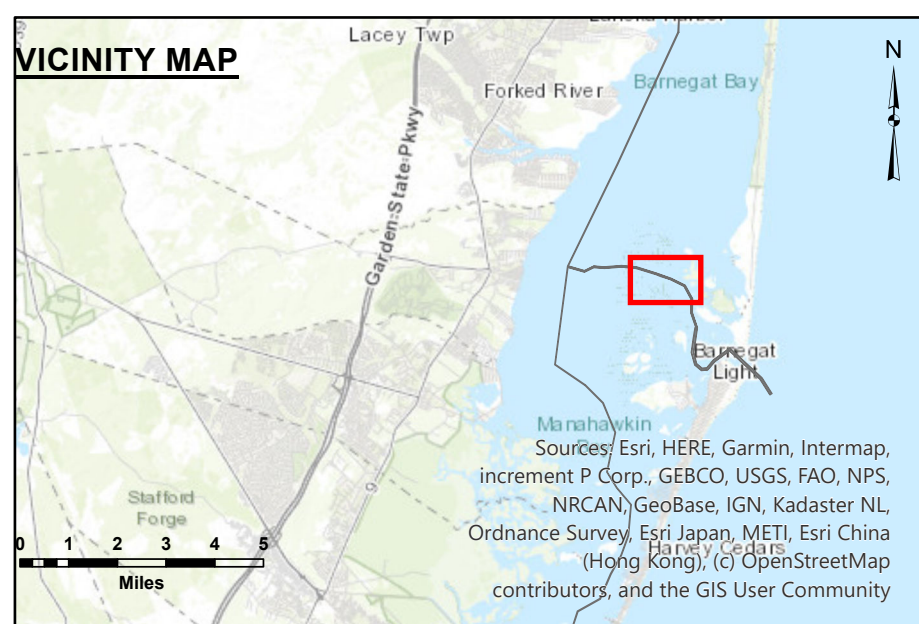 VICINITY MAP
Lacey Twp
Forked River
Barnegat Bay
N
Garden State Pkwy
Barnegat
Light
Manahawkin
Stafford
Forge
9
Harvey Cedars
Sources: Esri, HERE, Garmin, Intermap,
increment P Corp., GEBCO, USGS, FAO, NPS,
NRCAN, GeoBase, IGN, Kadaster NL,
Ordnance Survey, Esri Japan, METI, Esri China
(Hong Kong), (c) OpenStreetMap
contributors, and the GIS User Community
0 1 2 3 4 5
Miles